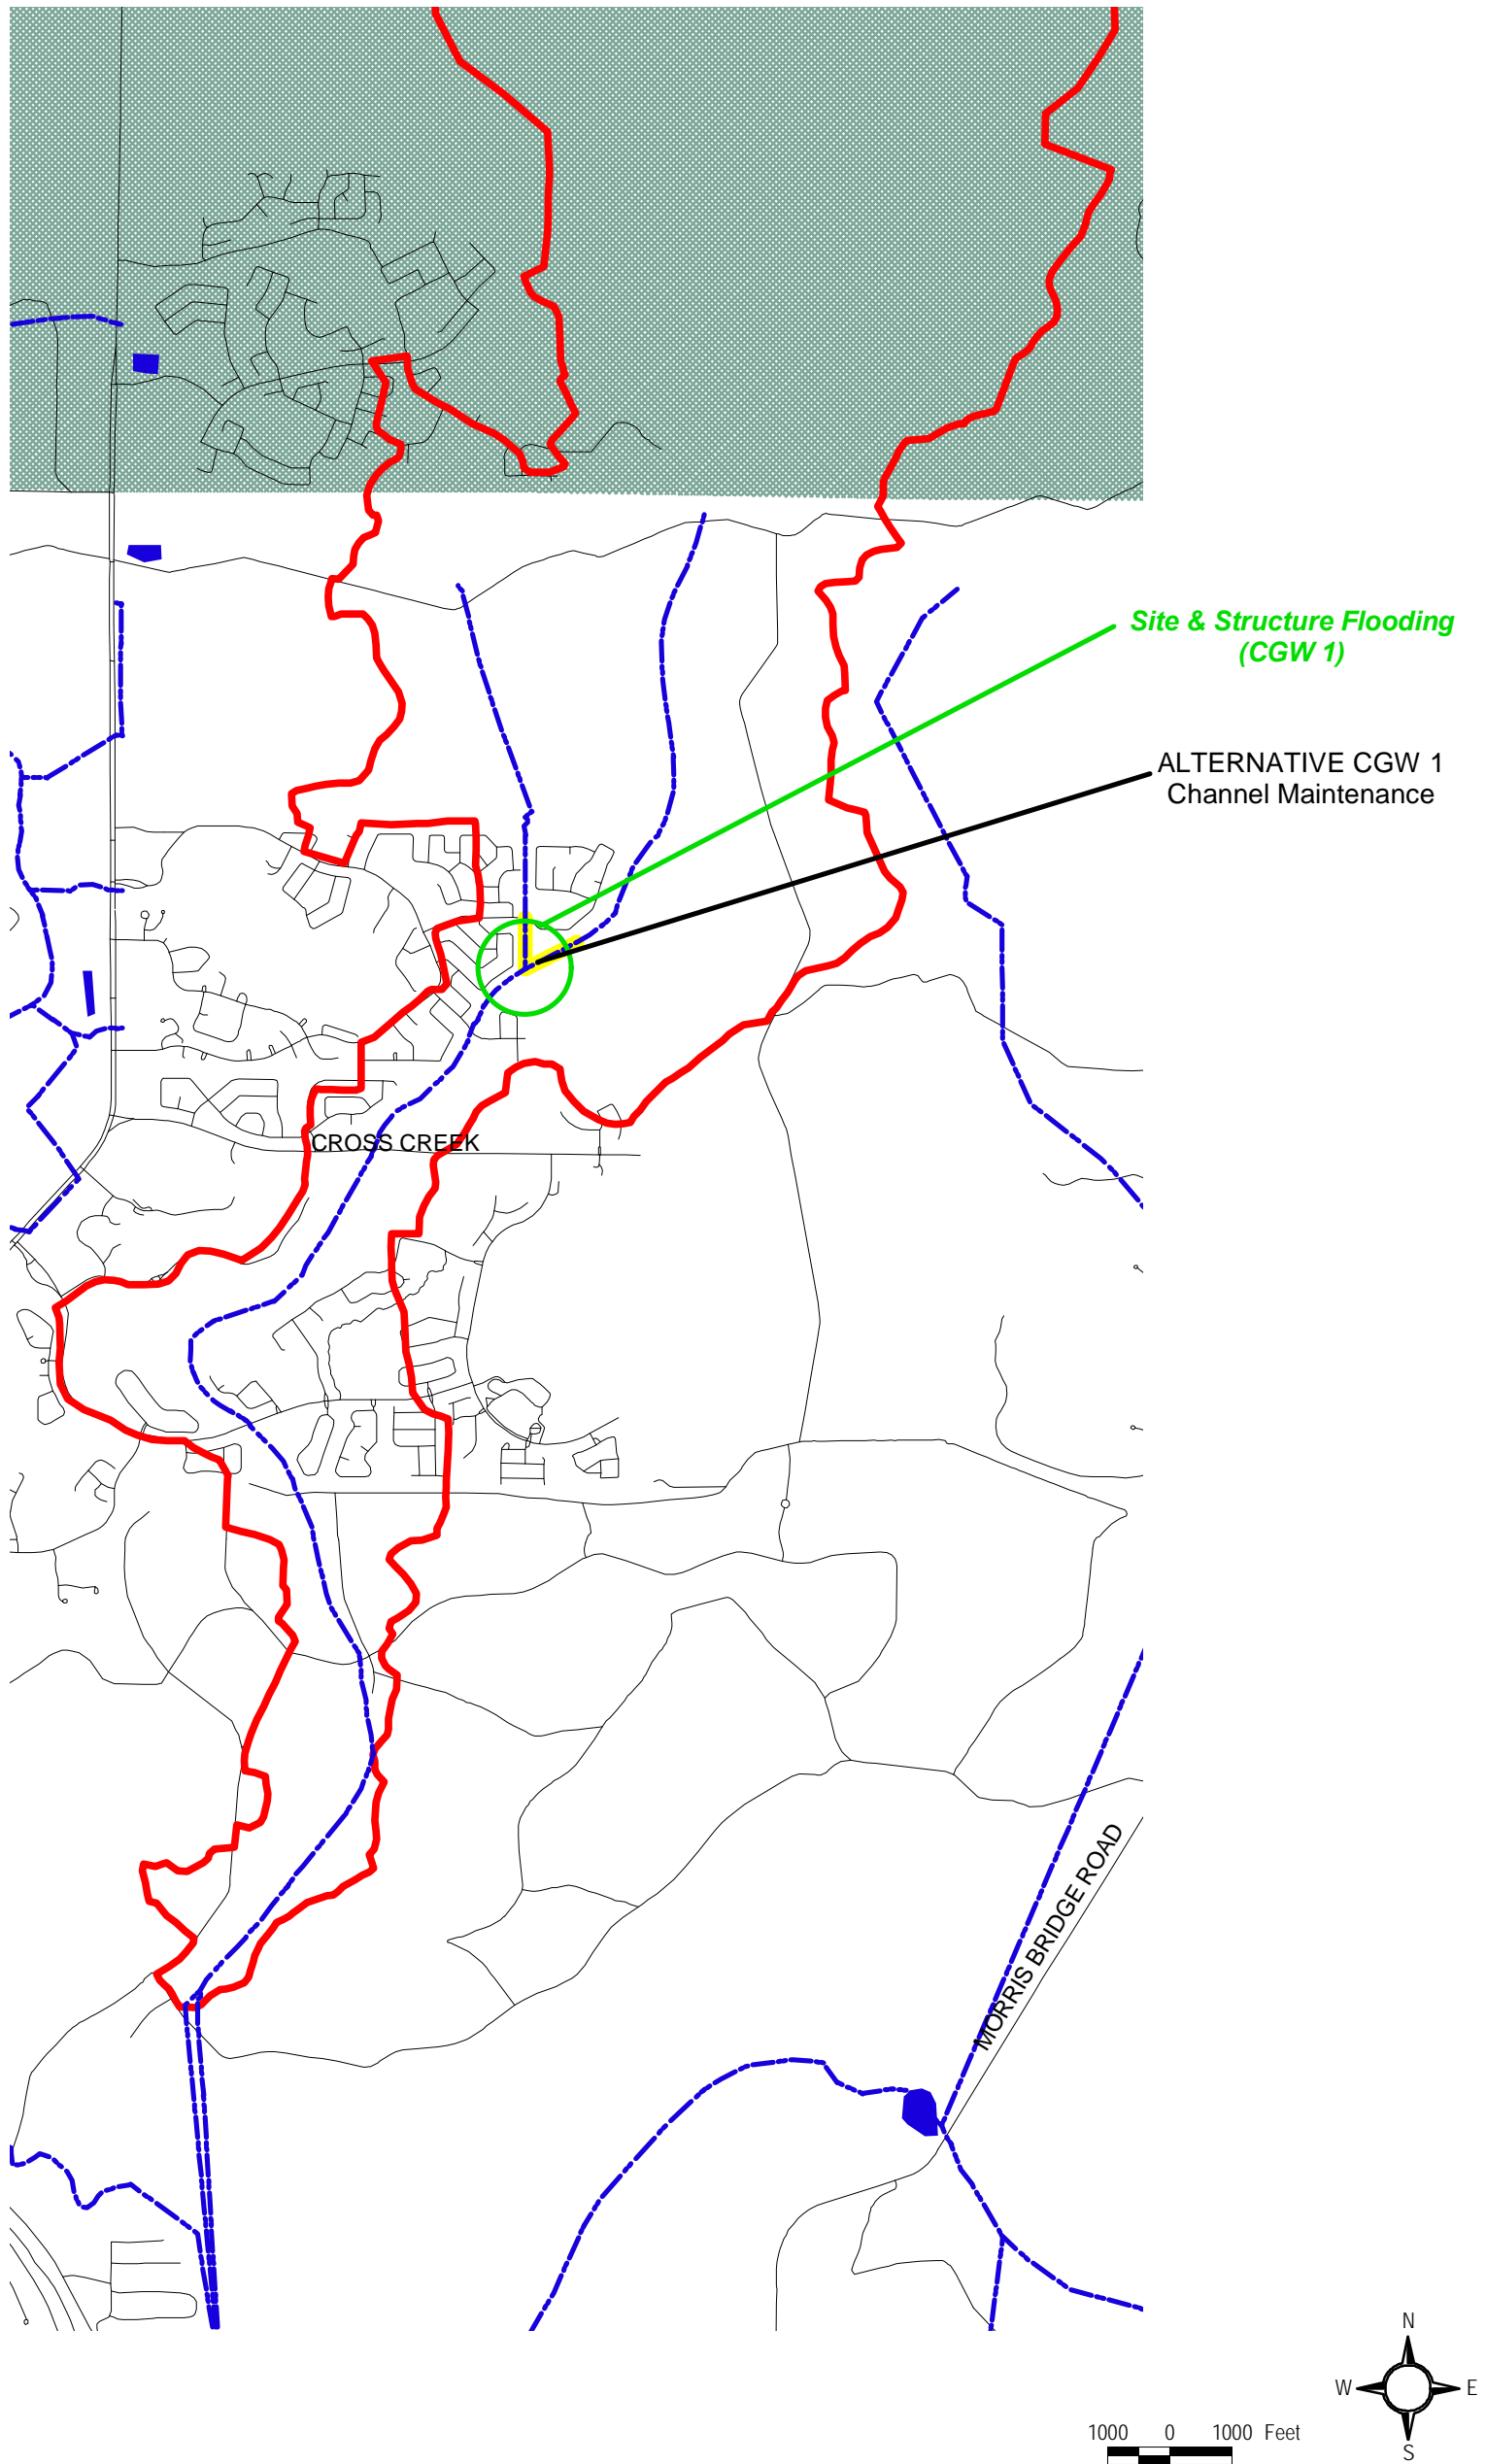 Site & Structure Flooding
(CGW 1)
ALTERNATIVE CGW 1
Channel Maintenance
CROSS CREEK
MORRIS BRIDGE ROAD
N
W E
S
1000 0 1000 Feet